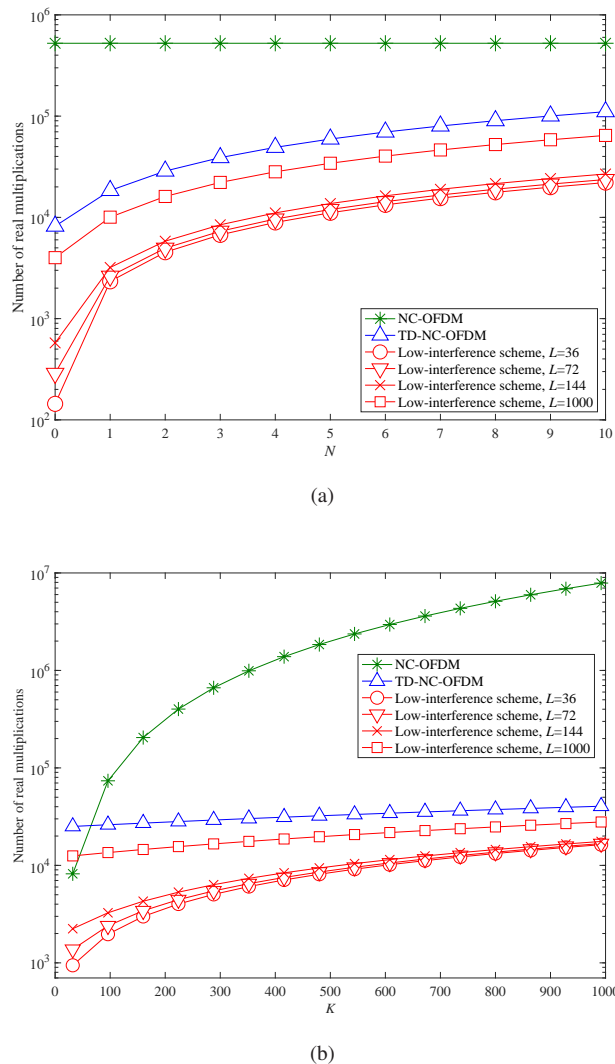 10^6
10^5
10^4
10^3
10^2
Number of real multiplications
0 1 2 3 4 5 6 7 8 9 10
N
NC-OFDM
TD-NC-OFDM
Low-interference scheme, L=36
Low-interference scheme, L=72
Low-interference scheme, L=144
Low-interference scheme, L=1000
(a)
10^7
10^6
10^5
10^4
10^3
Number of real multiplications
0 100 200 300 400 500 600 700 800 900 1000
K
NC-OFDM
TD-NC-OFDM
Low-interference scheme, L=36
Low-interference scheme, L=72
Low-interference scheme, L=144
Low-interference scheme, L=1000
(b)